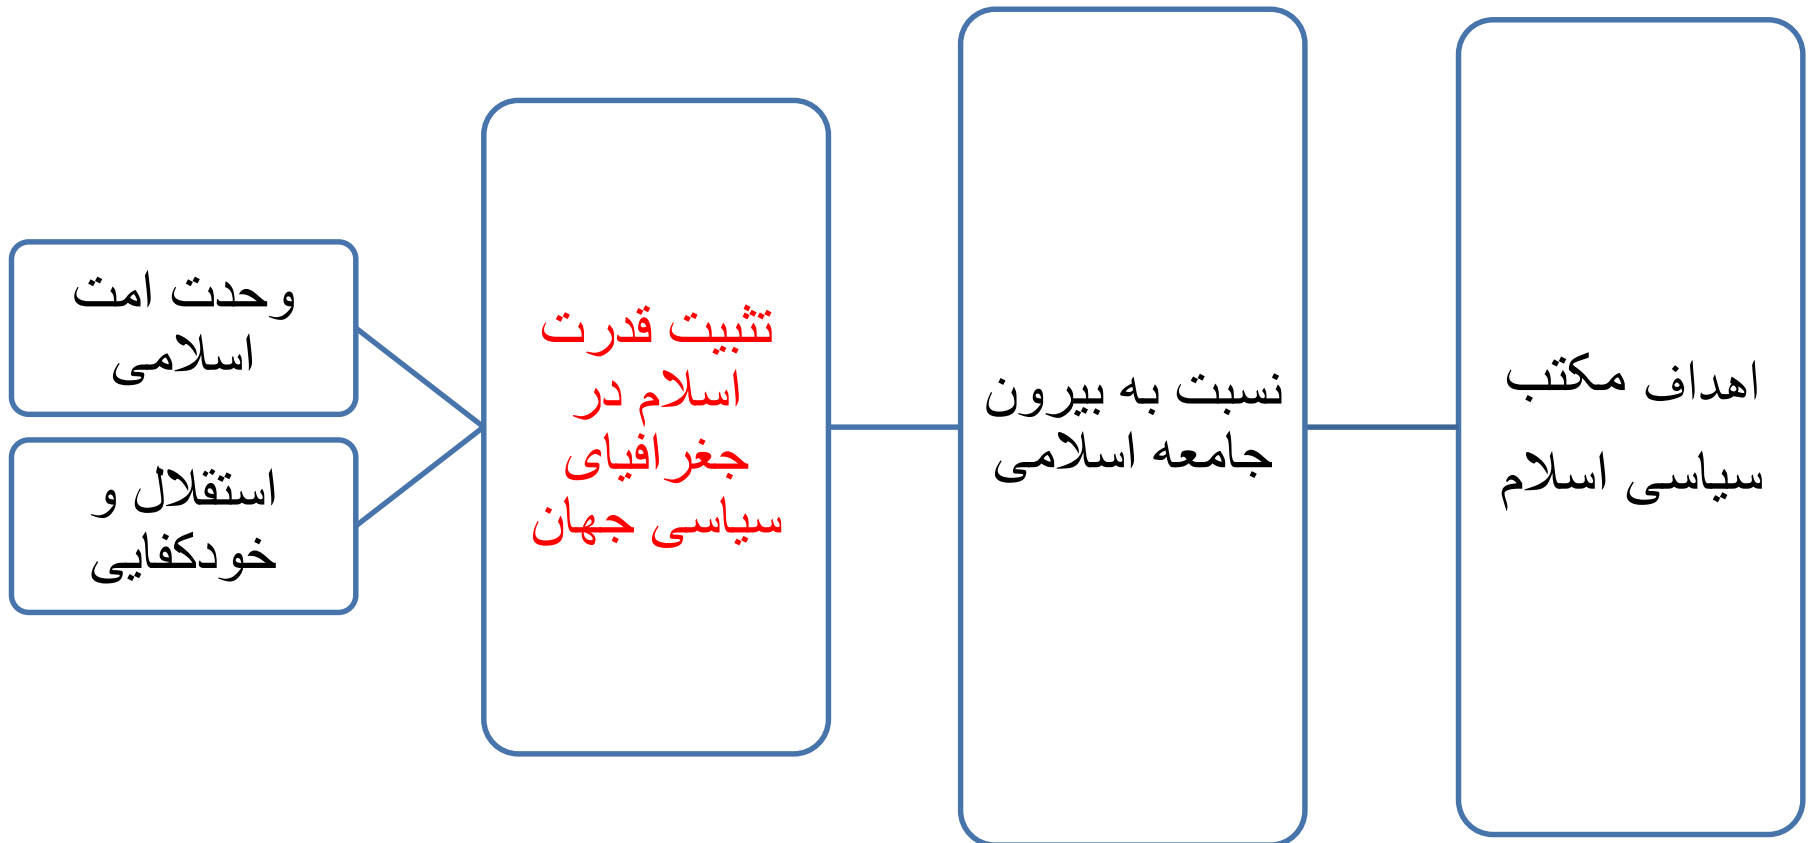 اهداف مکتب
سیاسی اسلام
نسبت به بیرون
جامعه اسلامی
تثبیت قدرت
اسلام در
جغرافیای
سیاسی جهان
وحدت امت
اسلامی
استقلال و
خودکفایی